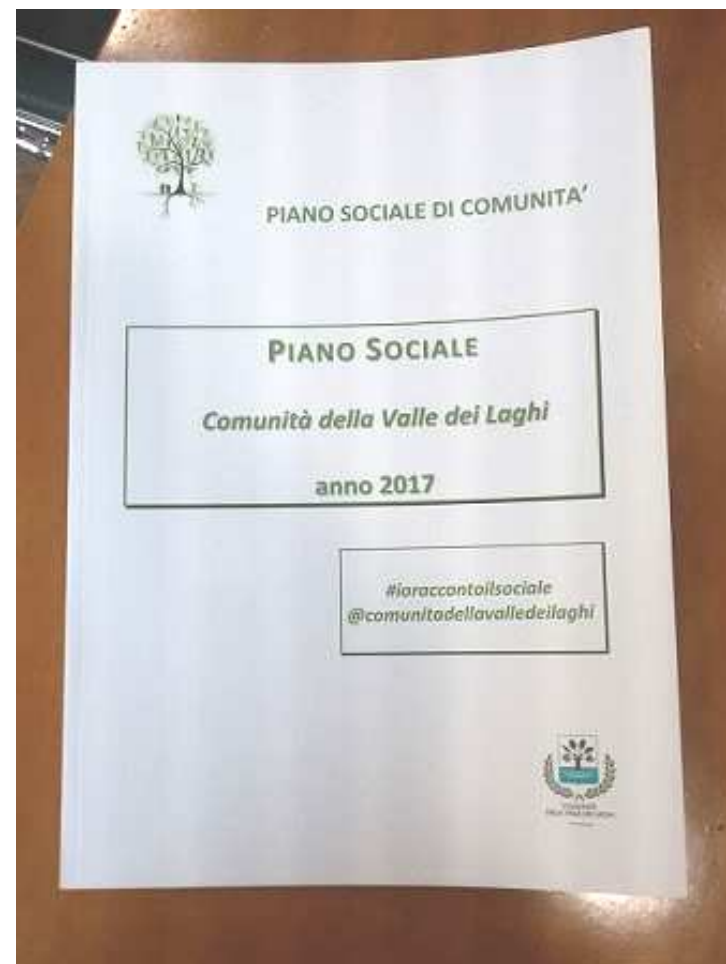 PIANO SOCIALE DI COMUNITA'
PIANO SOCIALE
Comunità della Valle dei Laghi
anno 2017
#ioraccontoilsociale
@comunitadellavalledeilaghi